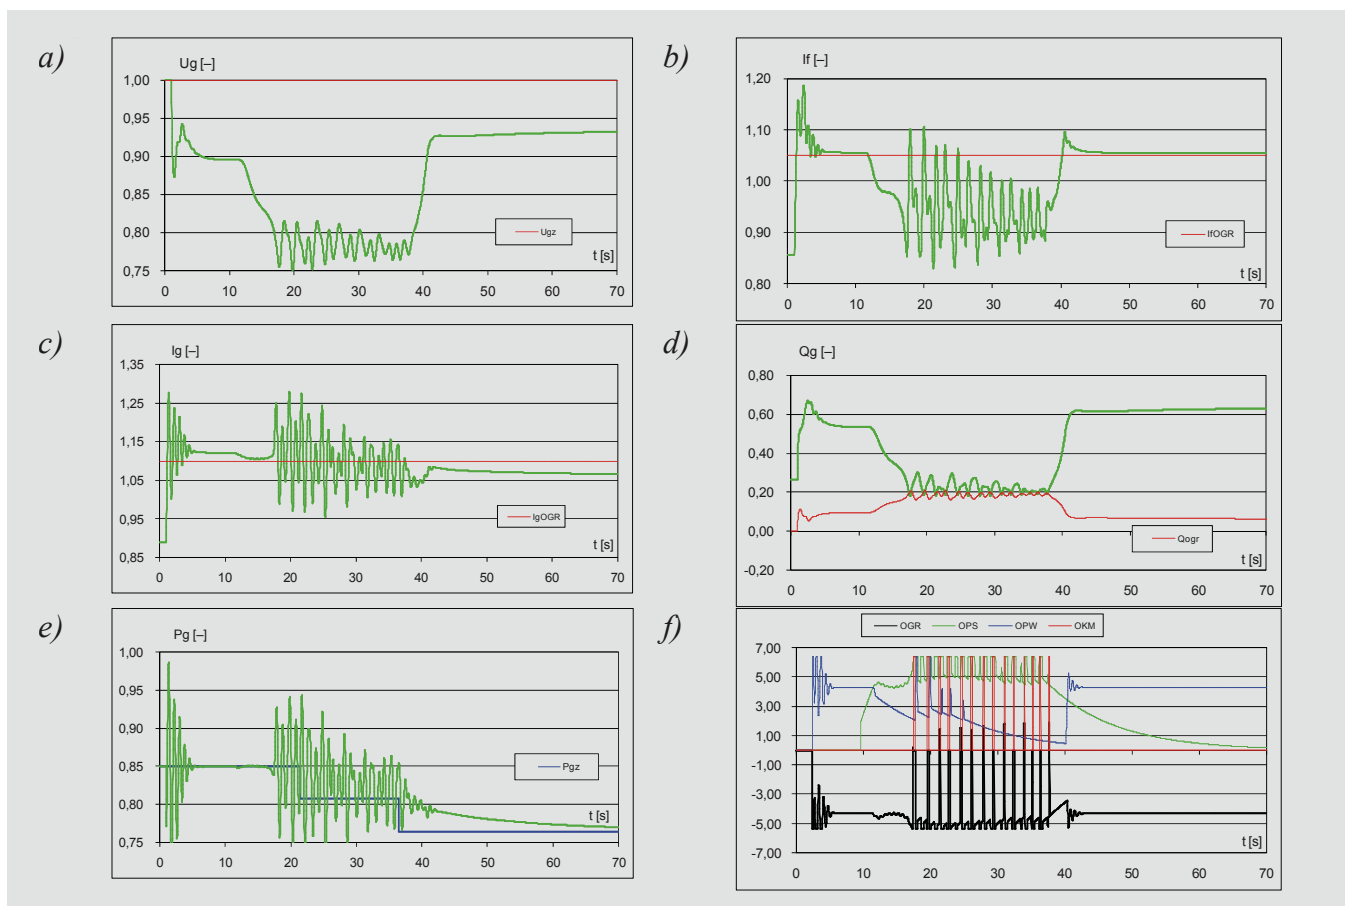 a)
Ug [–]
1,00
0,95
0,90
0,85
0,80
0,75
Ugz
t [s]
0 10 20 30 40 50 60 70
b)
If [–]
1,20
1,10
1,00
0,90
0,80
IfOGR
t [s]
0 10 20 30 40 50 60 70
c)
Ig [–]
1,35
1,25
1,15
1,05
0,95
0,85
IgOGR
t [s]
0 10 20 30 40 50 60 70
d)
Qg [–]
0,80
0,60
0,40
0,20
0,00
-0,20
Qogr
t [s]
0 10 20 30 40 50 60 70
e)
Pg [–]
1,00
0,95
0,90
0,85
0,80
0,75
Pgz
t [s]
0 10 20 30 40 50 60 70
f)
OGR OPS OPW OKM
7,00
5,00
3,00
1,00
-1,00
-3,00
-5,00
-7,00
t [s]
0 10 20 30 40 50 60 70